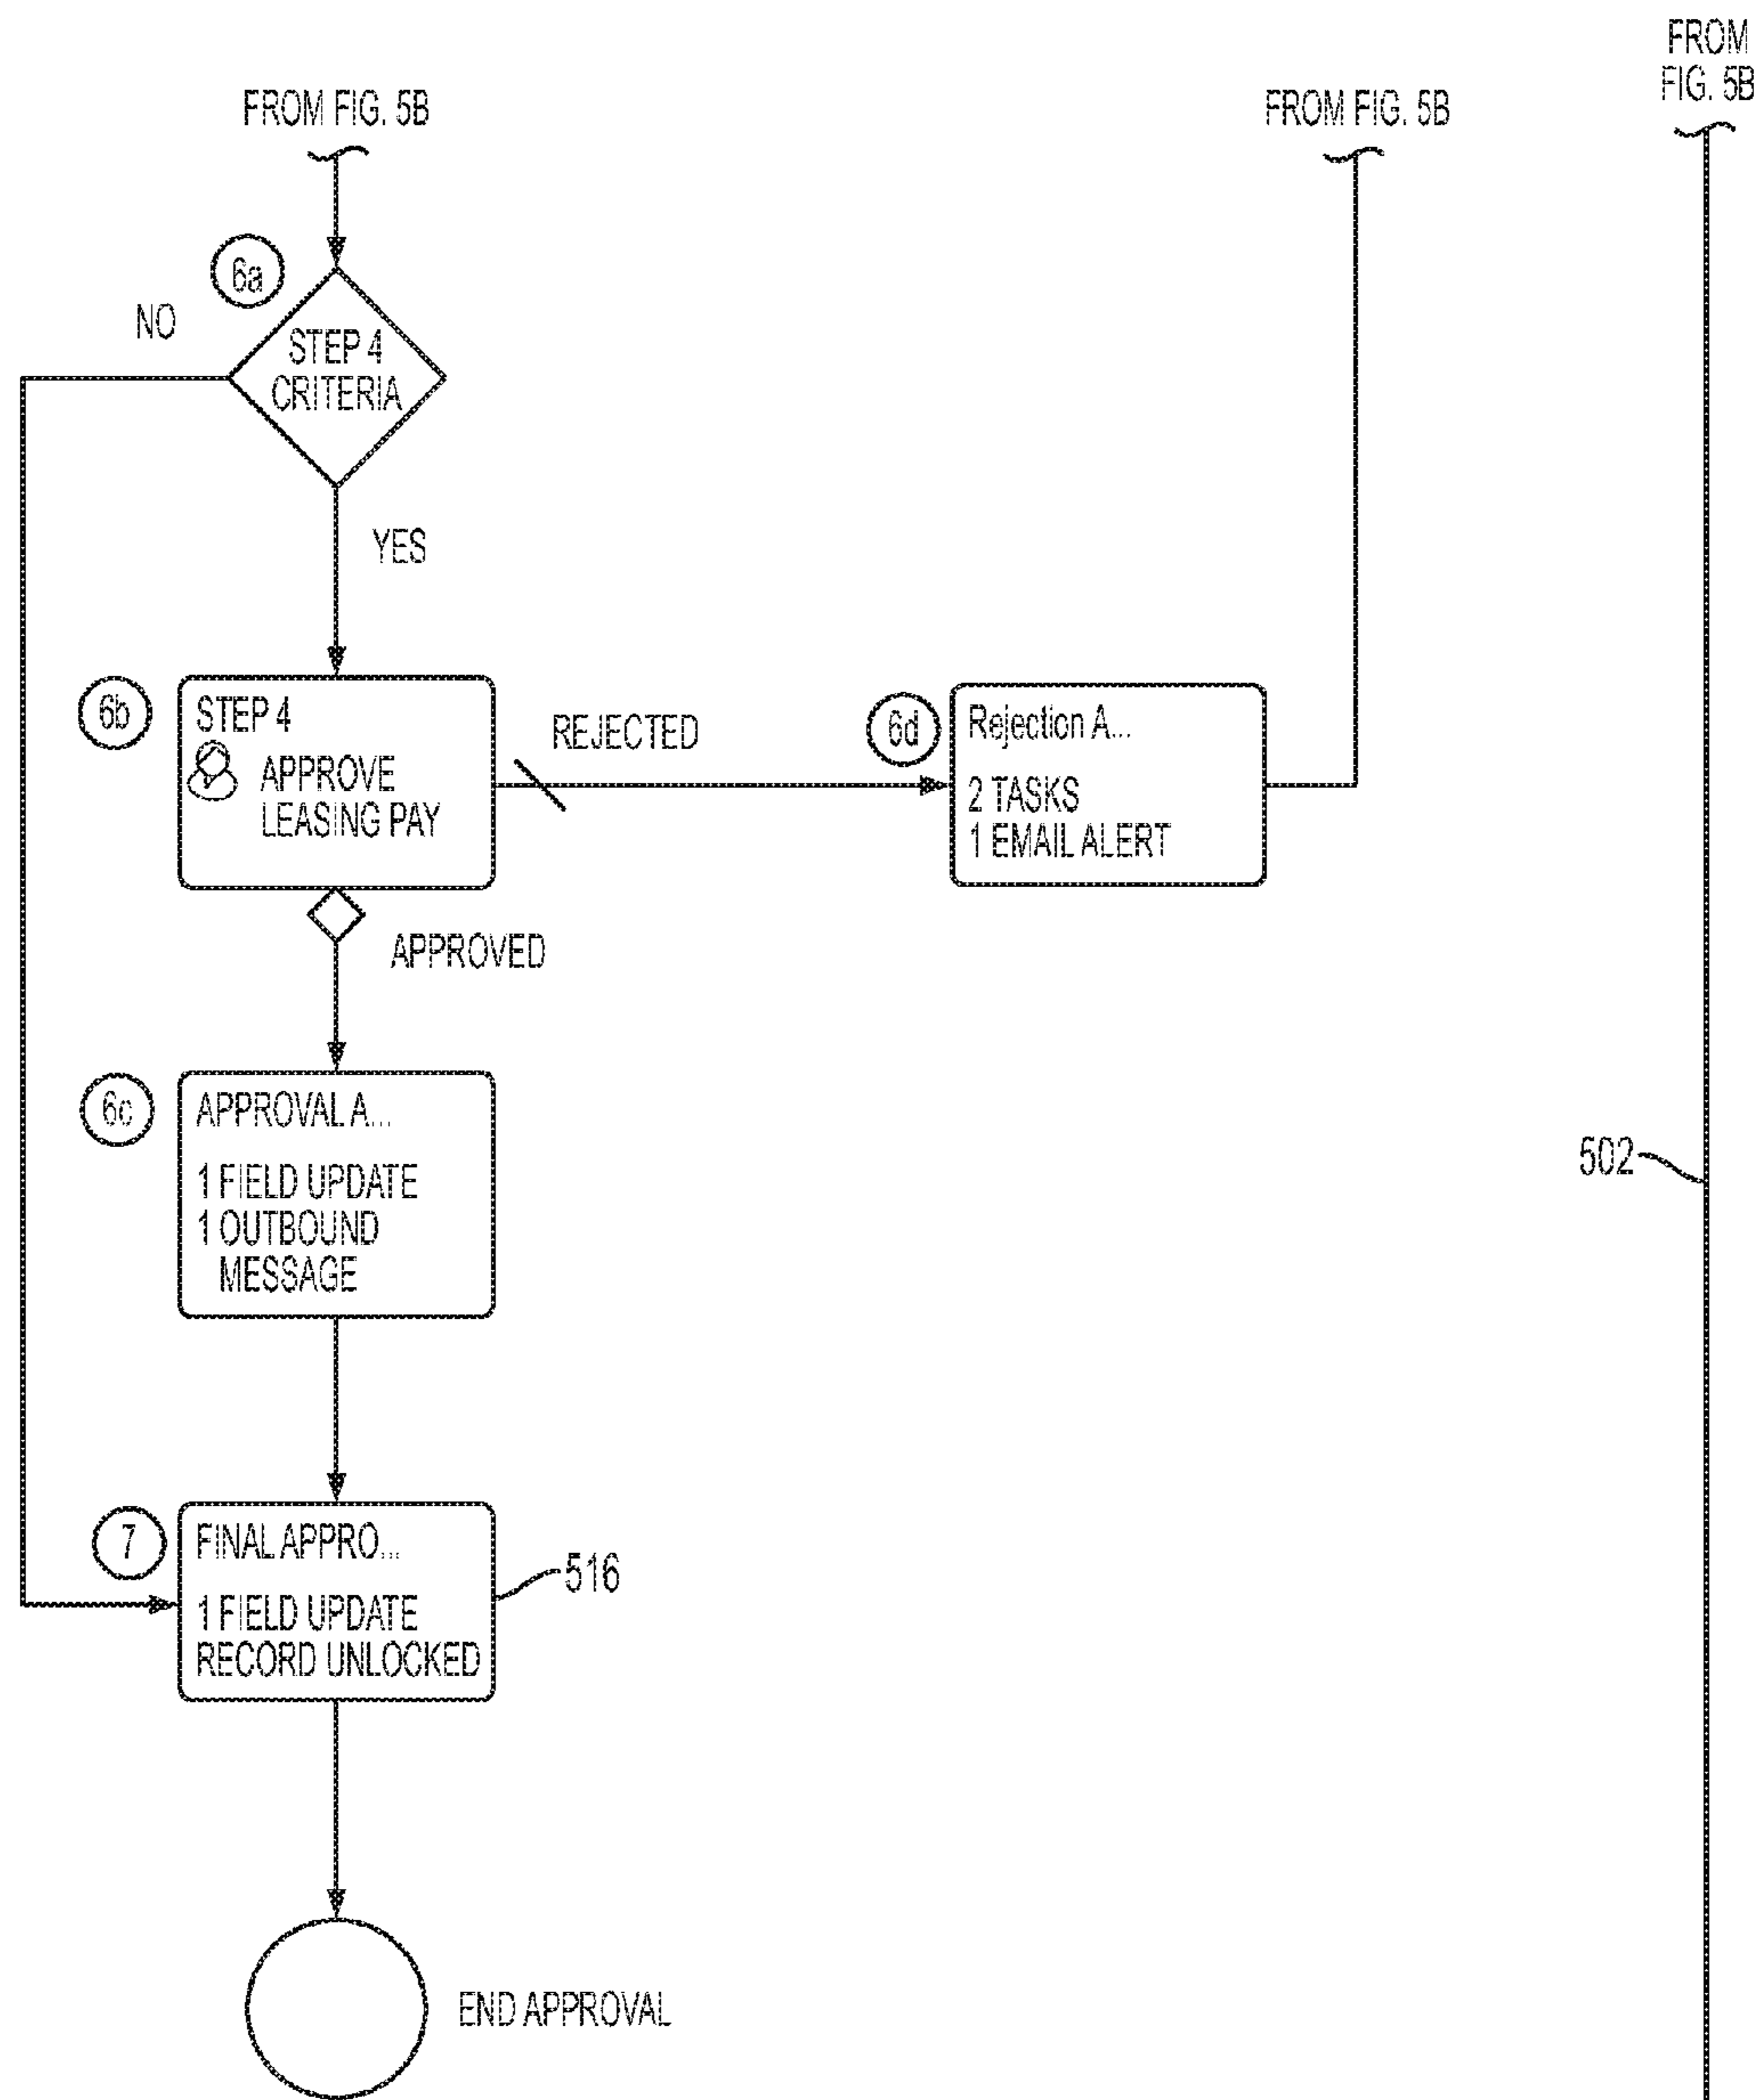 FROM
FIG. 5B
FROM FIG. 5B
FROM FIG. 5B
6a
NO
STEP 4
CRITERIA
YES
6b
STEP 4
APPROVE
LEASING PAY
REJECTED
6d
Rejection A...
2 TASKS
1 EMAIL ALERT
APPROVED
6c
APPROVAL A...
1 FIELD UPDATE
1 OUTBOUND
MESSAGE
502
7
FINAL APPRO...
1 FIELD UPDATE
RECORD UNLOCKED
516
END APPROVAL